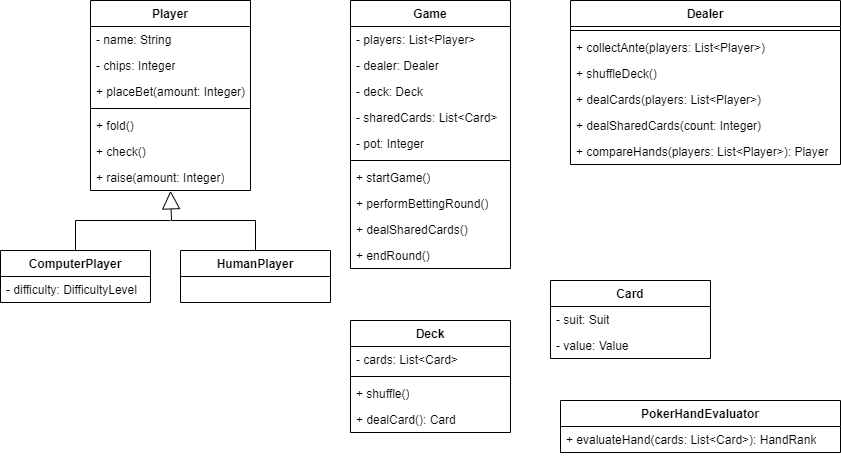 Player
- name: String
- chips: Integer
+ placeBet(amount: Integer)
+ fold()
+ check()
+ raise(amount: Integer)
Game
- players: List<Player>
- dealer: Dealer
- deck: Deck
- sharedCards: List<Card>
- pot: Integer
+ startGame()
+ performBettingRound()
+ dealSharedCards()
+ endRound()
Dealer
+ collectAnte(players: List<Player>)
+ shuffleDeck()
+ dealCards(players: List<Player>)
+ dealSharedCards(count: Integer)
+ compareHands(players: List<Player>): Player
ComputerPlayer
- difficulty: DifficultyLevel
HumanPlayer
Deck
- cards: List<Card>
+ shuffle()
+ dealCard(): Card
Card
- suit: Suit
- value: Value
PokerHandEvaluator
+ evaluateHand(cards: List<Card>): HandRank